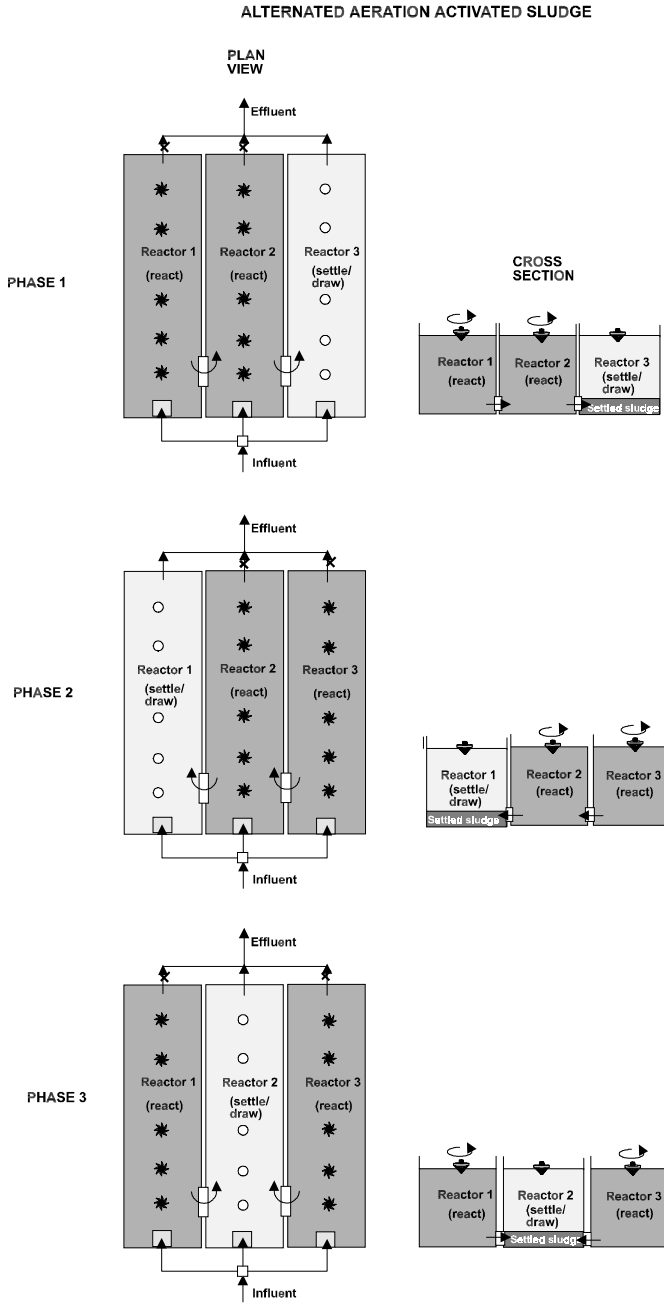 ALTERNATED AERATION ACTIVATED SLUDGE
PLAN
VIEW
Effluent
Reactor 1
(react)
Reactor 2
(react)
Reactor 3
(settle/
draw)
PHASE 1
Influent
CROSS
SECTION
Reactor 1
(react)
Reactor 2
(react)
Reactor 3
(settle/
draw)
Settled sludge
Effluent
Reactor 1
(settle/
draw)
Reactor 2
(react)
Reactor 3
(react)
PHASE 2
Influent
Reactor 1
(settle/
draw)
Settled sludge
Reactor 2
(react)
Reactor 3
(react)
Effluent
Reactor 1
(react)
Reactor 2
(settle/
draw)
Reactor 3
(react)
PHASE 3
Influent
Reactor 1
(react)
Reactor 2
(settle/
draw)
Settled sludge
Reactor 3
(react)